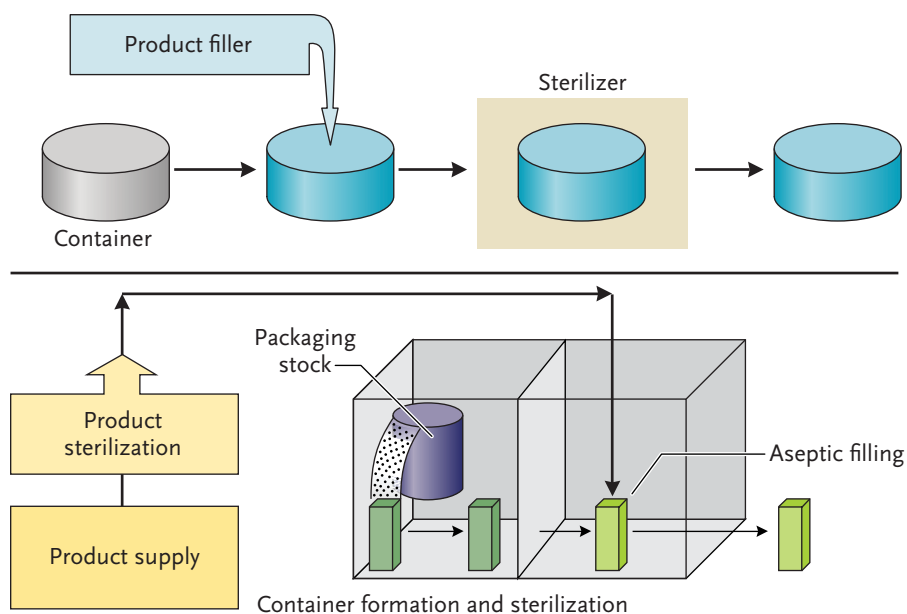 Product filler
Sterilizer
Container
Packaging
stock
Product
sterilization
Aseptic filling
Product supply
Container formation and sterilization